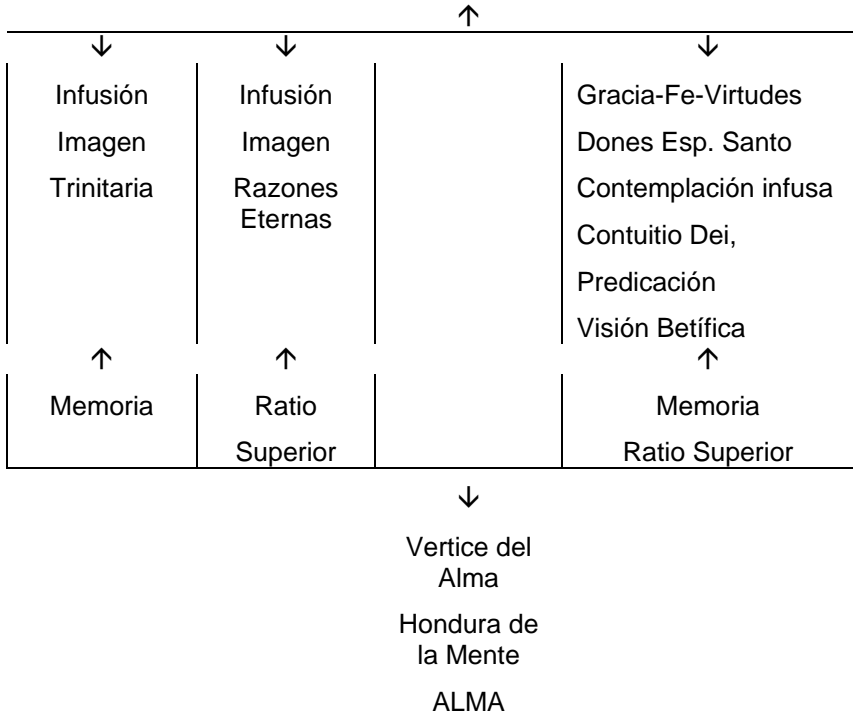 ↑
↓ ↓ ↓
Infusión Infusión Gracia-Fe-Virtudes
Imagen Imagen Dones Esp. Santo
Trinitaria Razones Contemplación infusa
Eternas Contuitio Dei,
Predicación
Visión Betífica
↑ ↑ ↑
Memoria Ratio Memoria
Superior Ratio Superior
↓
Vertice del
Alma
Hondura de
la Mente
ALMA